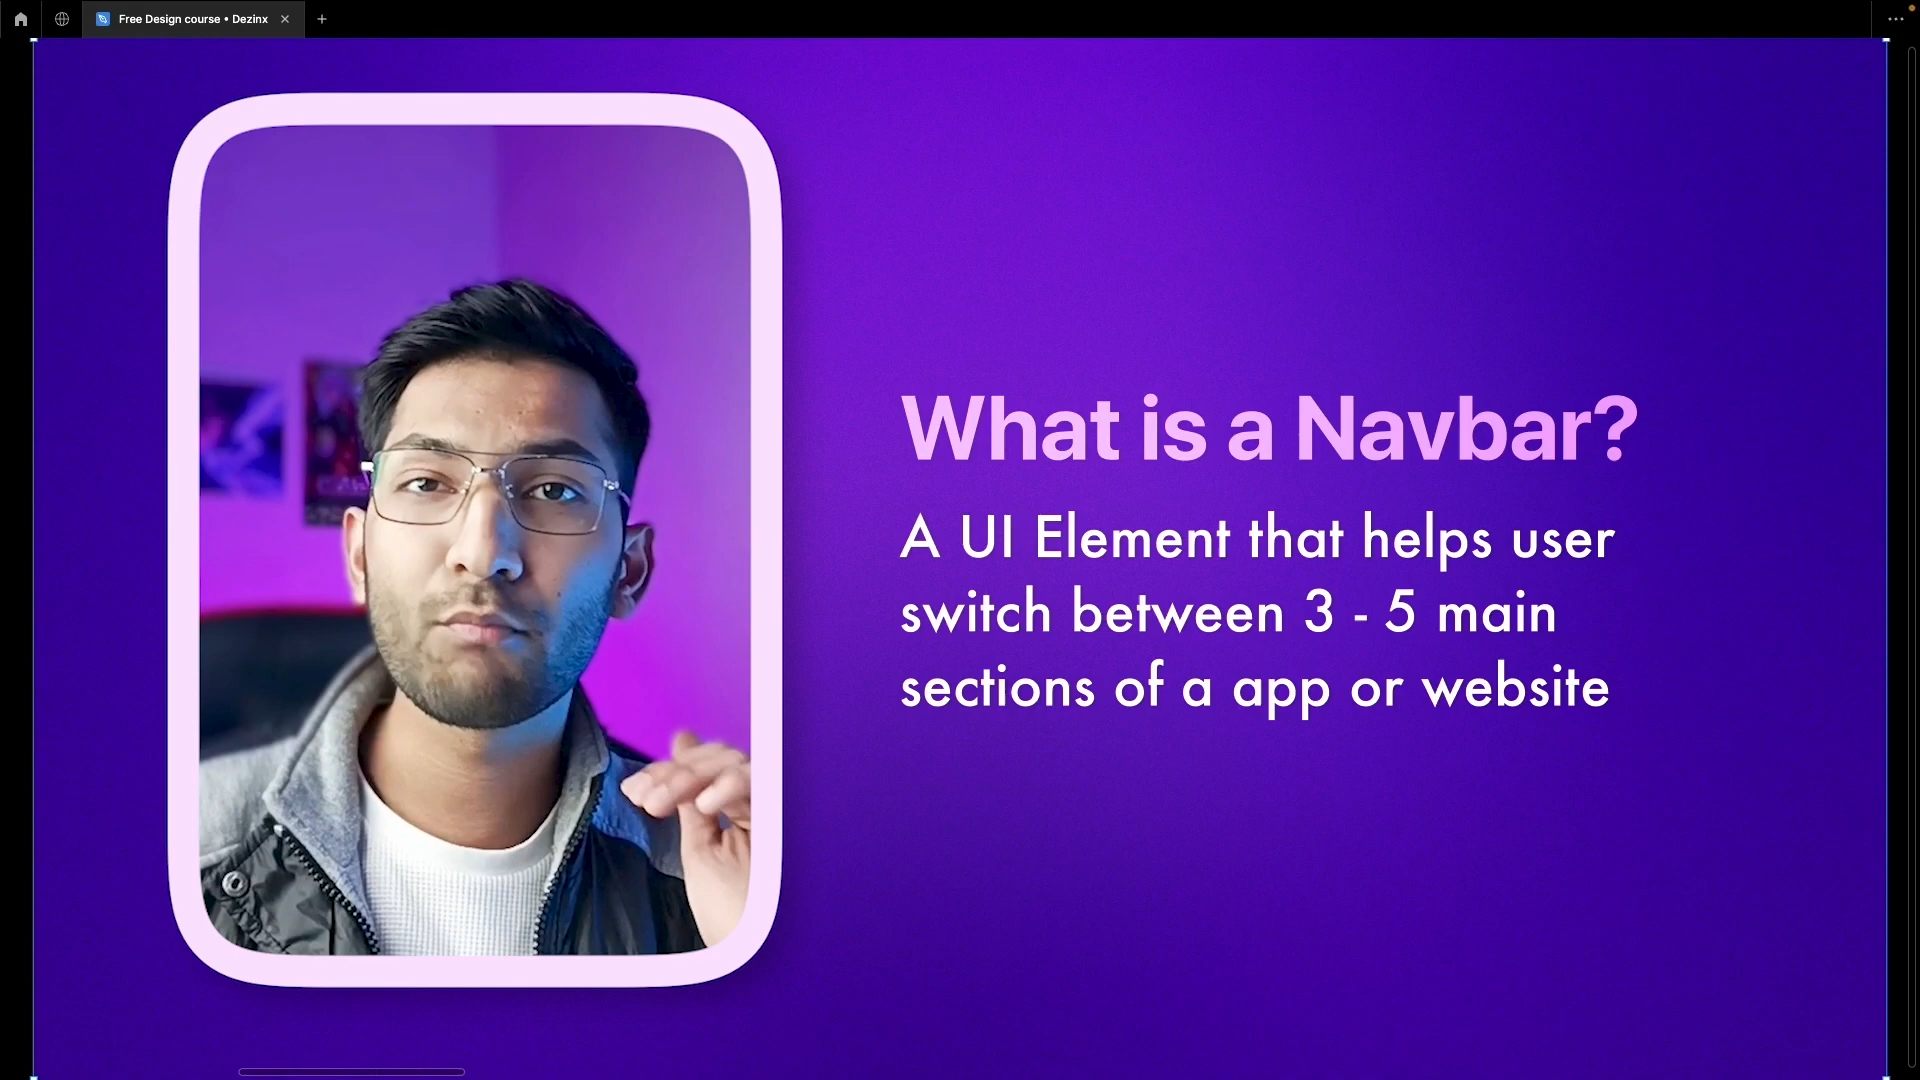 Free Design course • Dezinx
What is a Navbar?
A UI Element that helps user
switch between 3 - 5 main
sections of a app or website